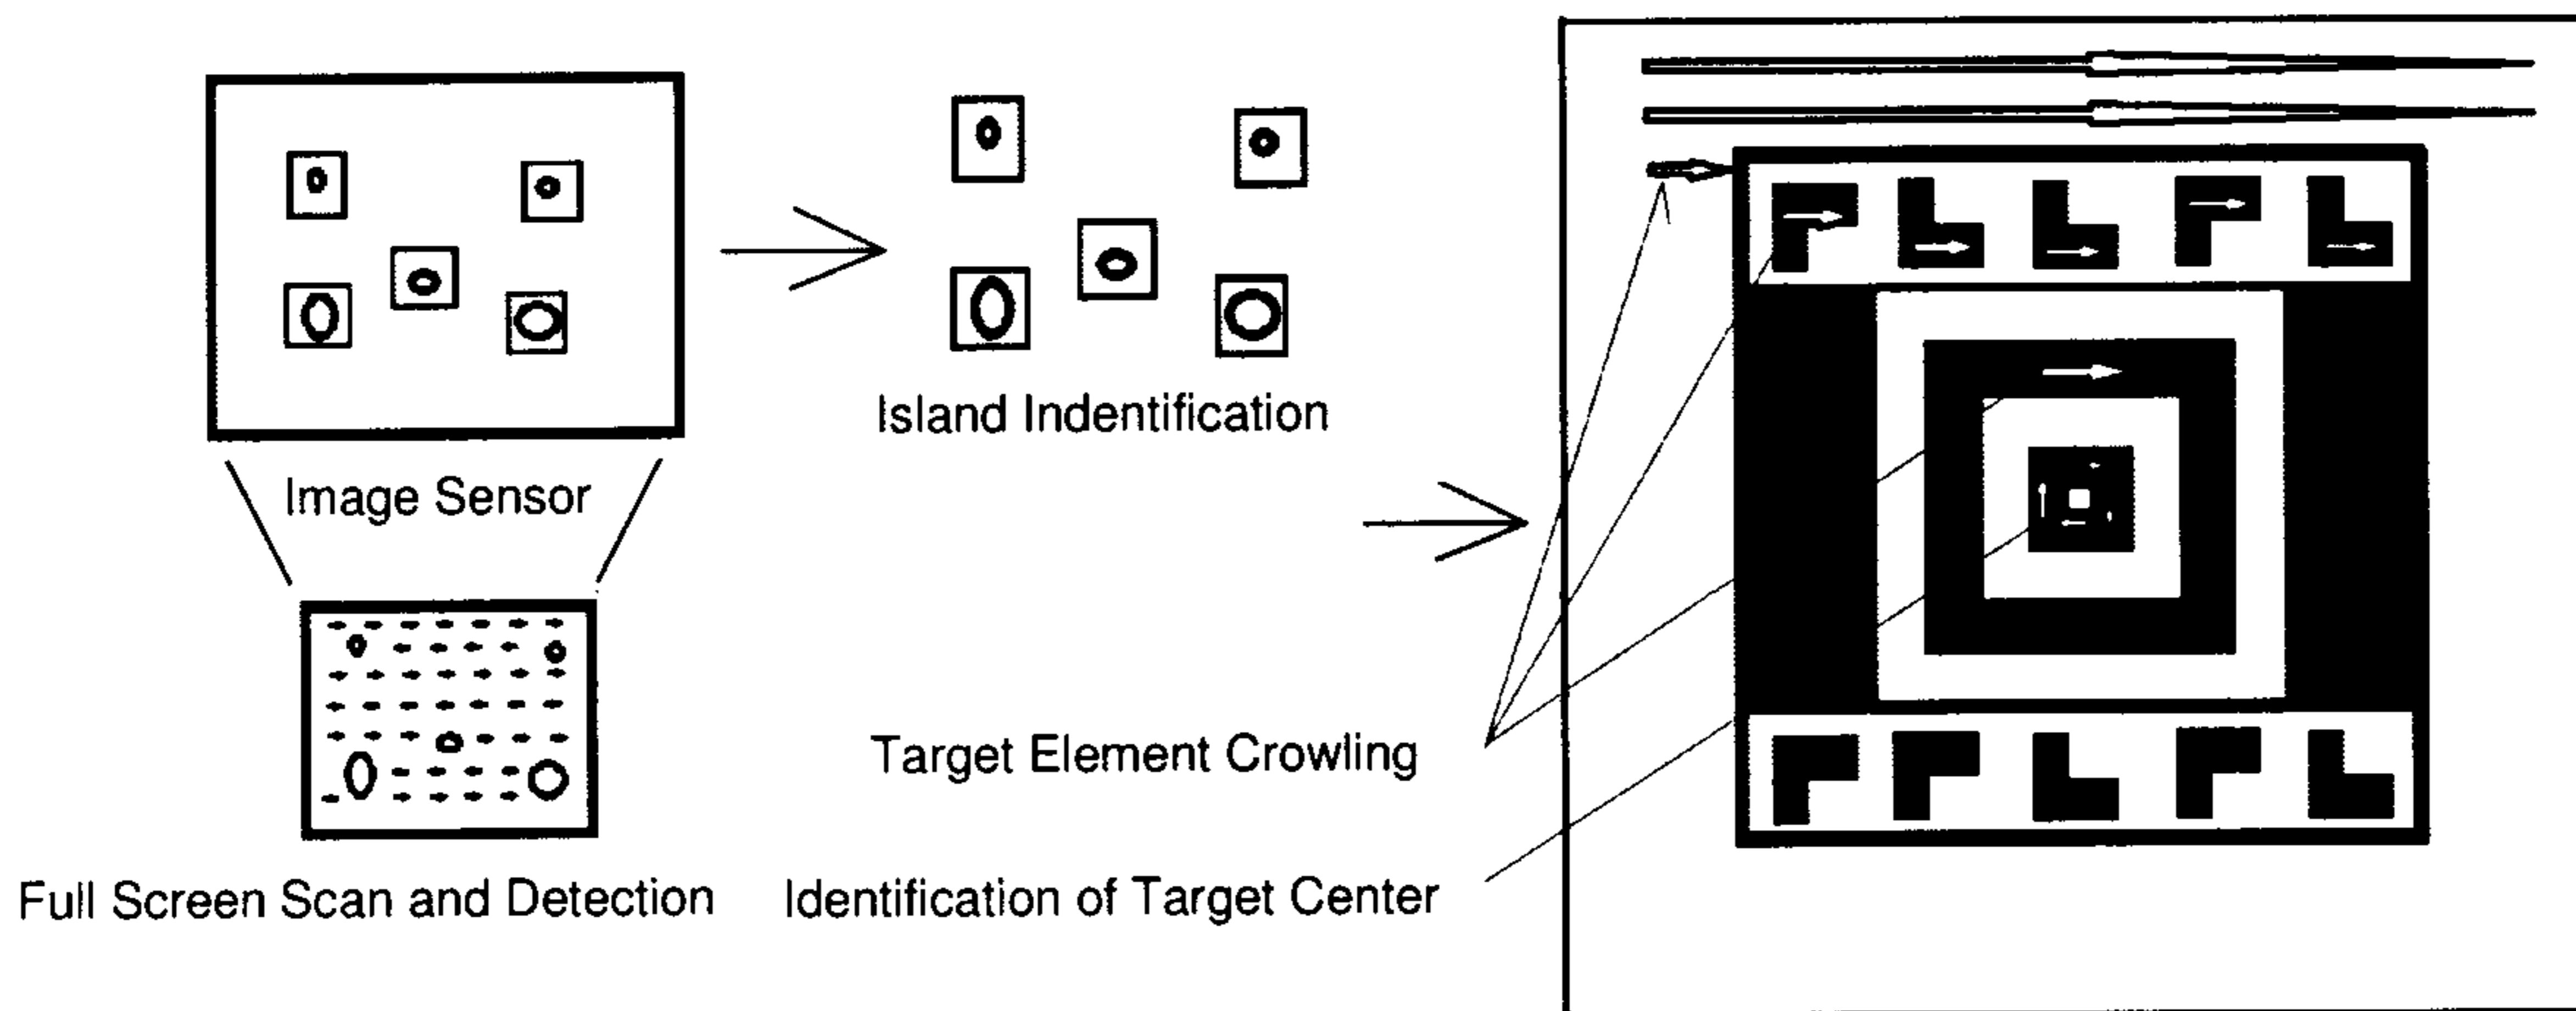 Image Sensor
Full Screen Scan and Detection
Island Indentification
Target Element Crowling
Identification of Target Center